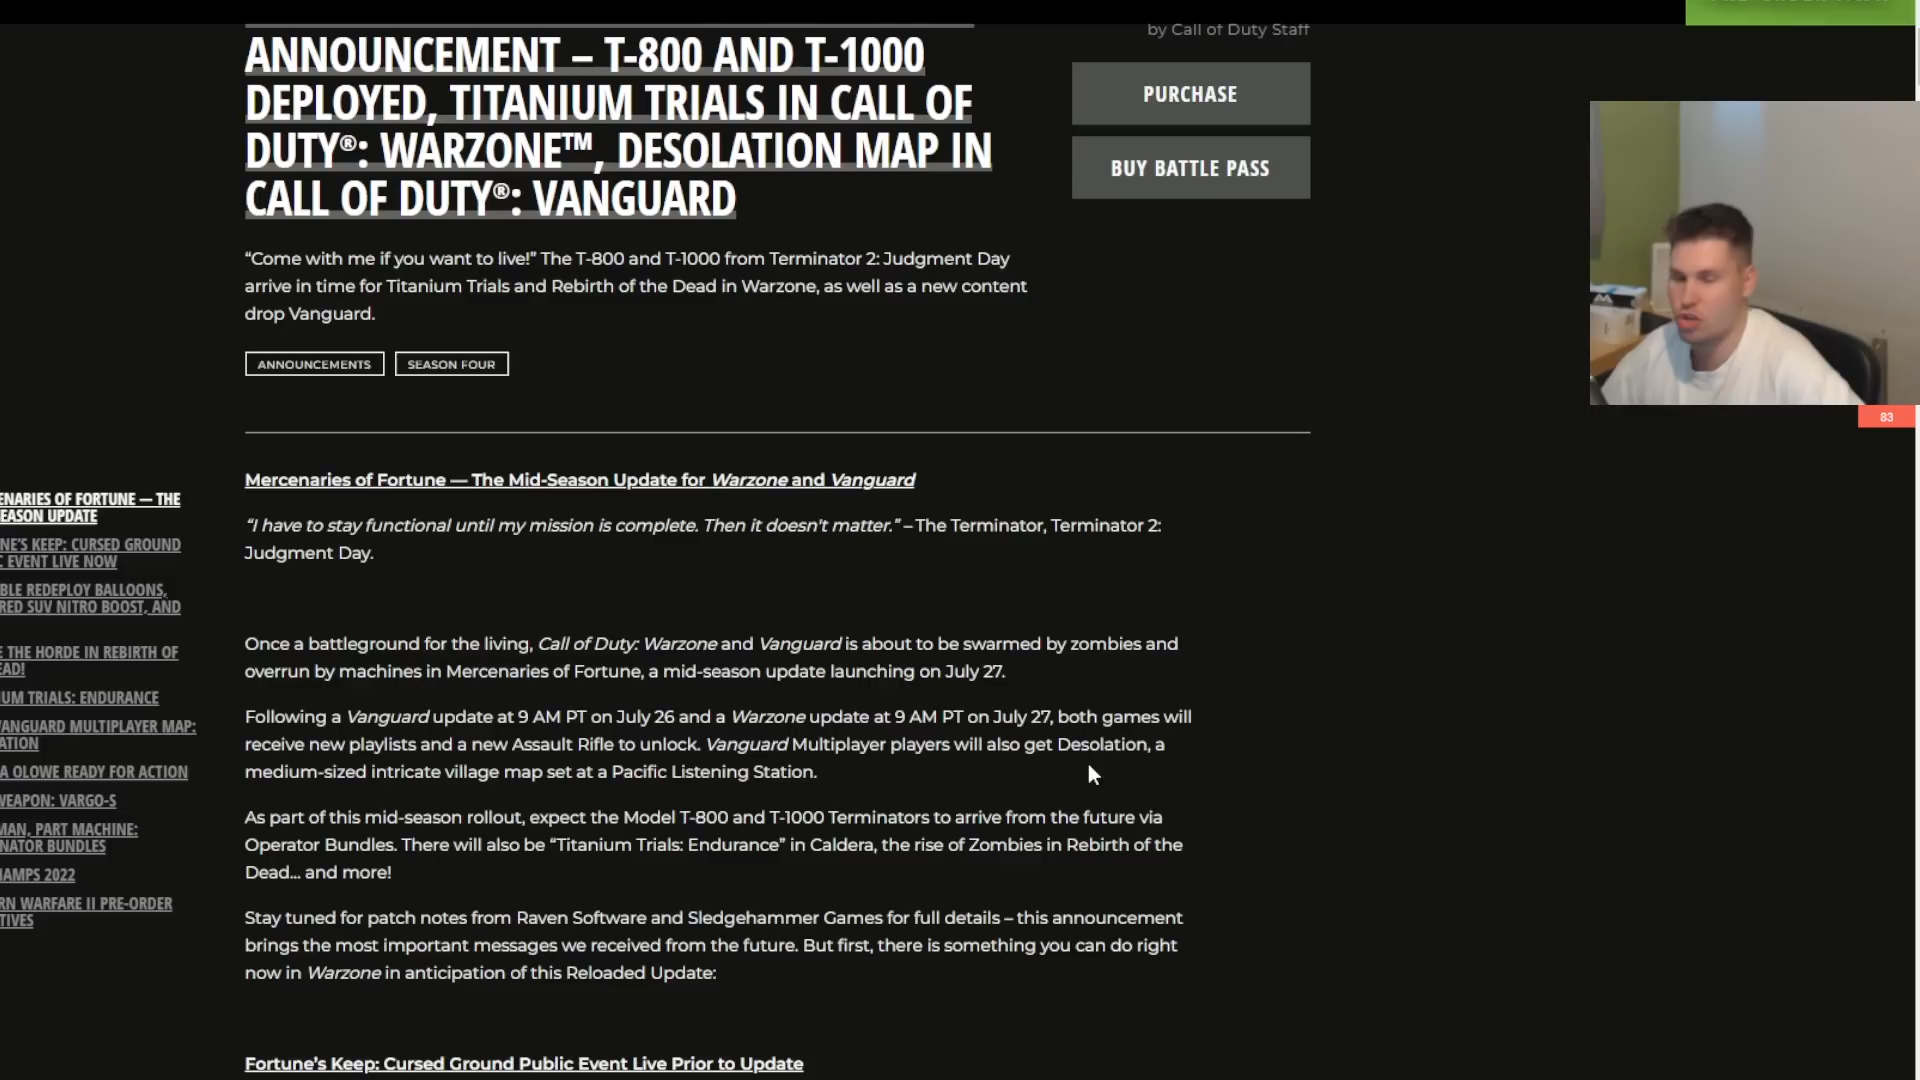 by Call of Duty Staff
ANNOUNCEMENT – T-800 AND T-1000
DEPLOYED, TITANIUM TRIALS IN CALL OF
DUTY®: WARZONE™, DESOLATION MAP IN
CALL OF DUTY®: VANGUARD
PURCHASE
BUY BATTLE PASS
“Come with me if you want to live!” The T-800 and T-1000 from Terminator 2: Judgment Day
arrive in time for Titanium Trials and Rebirth of the Dead in Warzone, as well as a new content
drop Vanguard.
ANNOUNCEMENTS
SEASON FOUR
83
ENARIES OF FORTUNE — THE
EASON UPDATE
NE'S KEEP: CURSED GROUND
C EVENT LIVE NOW
BLE REDEPLOY BALLOONS,
RED SUV NITRO BOOST, AND
E THE HORDE IN REBIRTH OF
EAD!
IUM TRIALS: ENDURANCE
VANGUARD MULTIPLAYER MAP:
ATION
A OLOWE READY FOR ACTION
WEAPON: VARGO-S
MAN, PART MACHINE:
NATOR BUNDLES
HAMPS 2022
RN WARFARE II PRE-ORDER
TIVES
Mercenaries of Fortune — The Mid-Season Update for Warzone and Vanguard
“I have to stay functional until my mission is complete. Then it doesn't matter.” – The Terminator, Terminator 2:
Judgment Day.
Once a battleground for the living, Call of Duty: Warzone and Vanguard is about to be swarmed by zombies and
overrun by machines in Mercenaries of Fortune, a mid-season update launching on July 27.
Following a Vanguard update at 9 AM PT on July 26 and a Warzone update at 9 AM PT on July 27, both games will
receive new playlists and a new Assault Rifle to unlock. Vanguard Multiplayer players will also get Desolation, a
medium-sized intricate village map set at a Pacific Listening Station.
As part of this mid-season rollout, expect the Model T-800 and T-1000 Terminators to arrive from the future via
Operator Bundles. There will also be “Titanium Trials: Endurance” in Caldera, the rise of Zombies in Rebirth of the
Dead... and more!
Stay tuned for patch notes from Raven Software and Sledgehammer Games for full details – this announcement
brings the most important messages we received from the future. But first, there is something you can do right
now in Warzone in anticipation of this Reloaded Update:
Fortune’s Keep: Cursed Ground Public Event Live Prior to Update